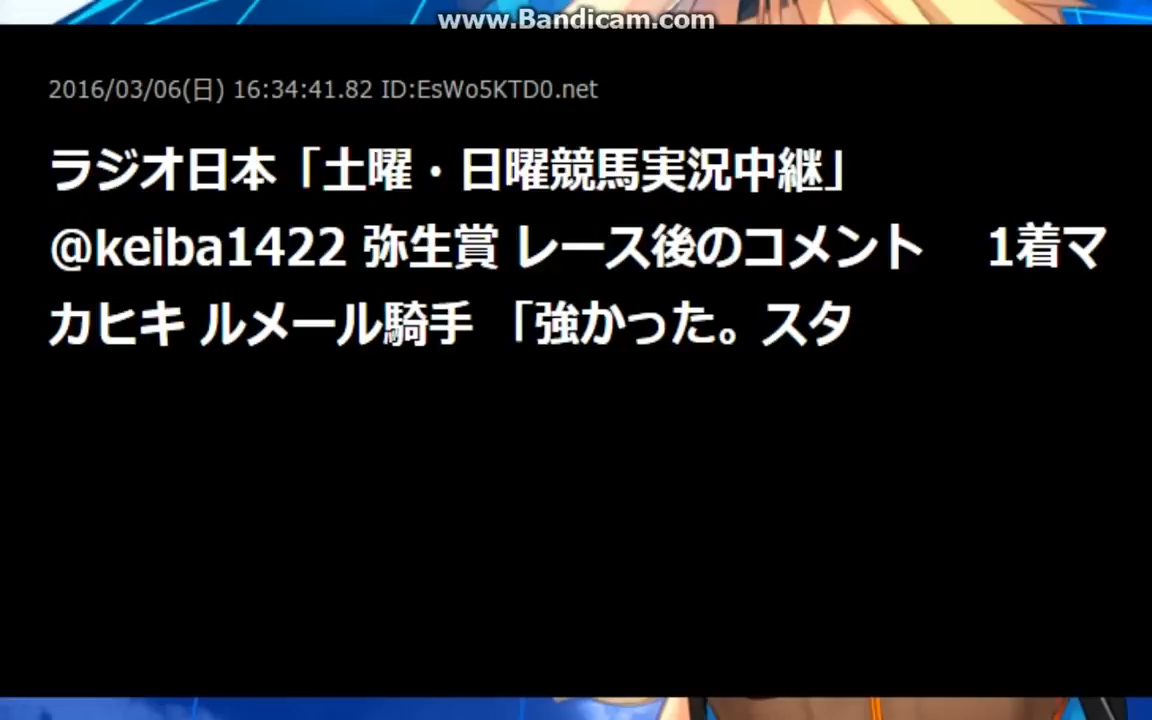 www.Bandicam.com
2016/03/06(日) 16:34:41.82 ID:EsWo5KTD0.net
ラジオ日本「土曜・日曜競馬実況中継」
@keiba1422 弥生賞 レース後のコメント　1着マ
カヒキ ルメール騎手 「強かった。スタ